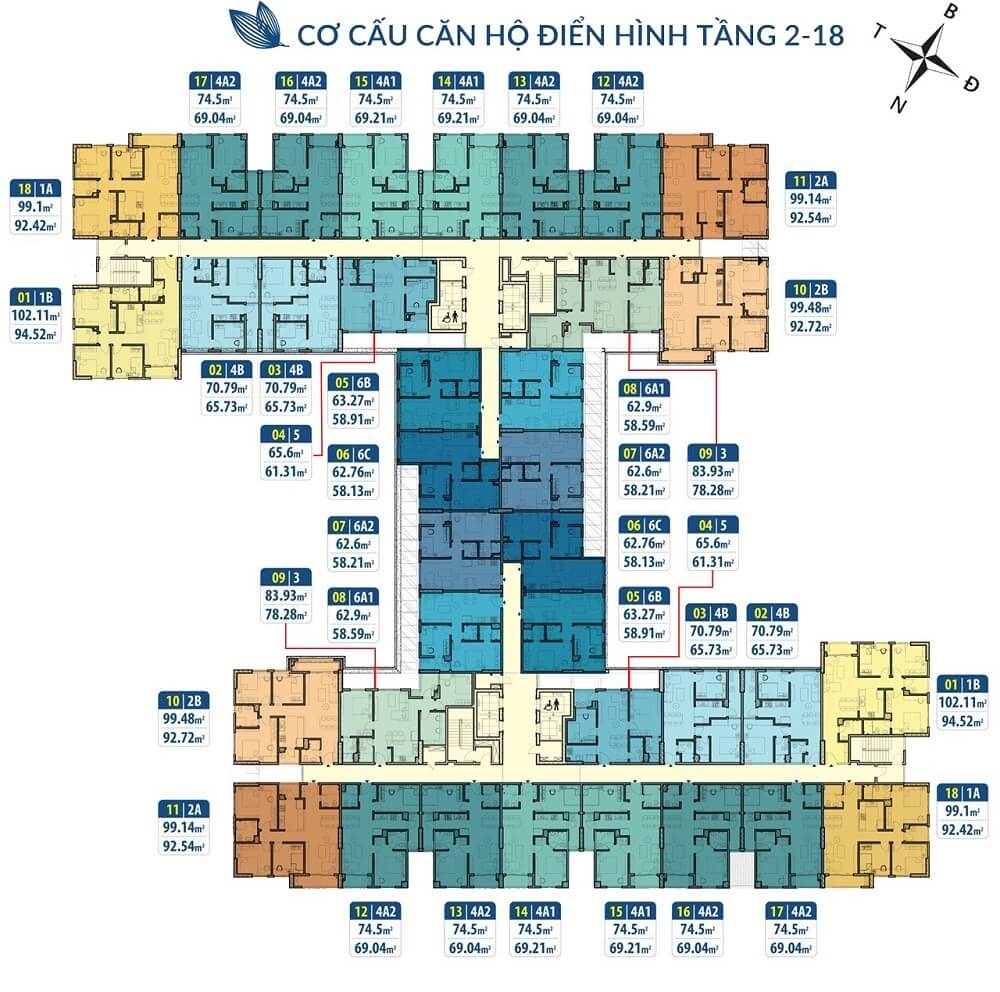 CƠ CẤU CĂN HỘ ĐIỂN HÌNH TẦNG 2-18
B
T
Đ
N
17 | 4A2
74.5m²
69.04m²
16 | 4A2
74.5m²
69.04m²
15 | 4A1
74.5m²
69.21m²
14 | 4A1
74.5m²
69.21m²
13 | 4A2
74.5m²
69.04m²
12 | 4A2
74.5m²
69.04m²
18 | 1A
99.1m²
92.42m²
11 | 2A
99.14m²
92.54m²
01 | 1B
102.11m²
94.52m²
10 | 2B
99.48m²
92.72m²
02 | 4B
70.79m²
65.73m²
03 | 4B
70.79m²
65.73m²
05 | 6B
63.27m²
58.91m²
08 | 6A1
62.9m²
58.59m²
04 | 5
65.6m²
61.31m²
06 | 6C
62.76m²
58.13m²
07 | 6A2
62.6m²
58.21m²
09 | 3
83.93m²
78.28m²
07 | 6A2
62.6m²
58.21m²
06 | 6C
62.76m²
58.13m²
04 | 5
65.6m²
61.31m²
09 | 3
83.93m²
78.28m²
08 | 6A1
62.9m²
58.59m²
05 | 6B
63.27m²
58.91m²
03 | 4B
70.79m²
65.73m²
02 | 4B
70.79m²
65.73m²
10 | 2B
99.48m²
92.72m²
01 | 1B
102.11m²
94.52m²
11 | 2A
99.14m²
92.54m²
18 | 1A
99.1m²
92.42m²
12 | 4A2
74.5m²
69.04m²
13 | 4A2
74.5m²
69.04m²
14 | 4A1
74.5m²
69.21m²
15 | 4A1
74.5m²
69.21m²
16 | 4A2
74.5m²
69.04m²
17 | 4A2
74.5m²
69.04m²